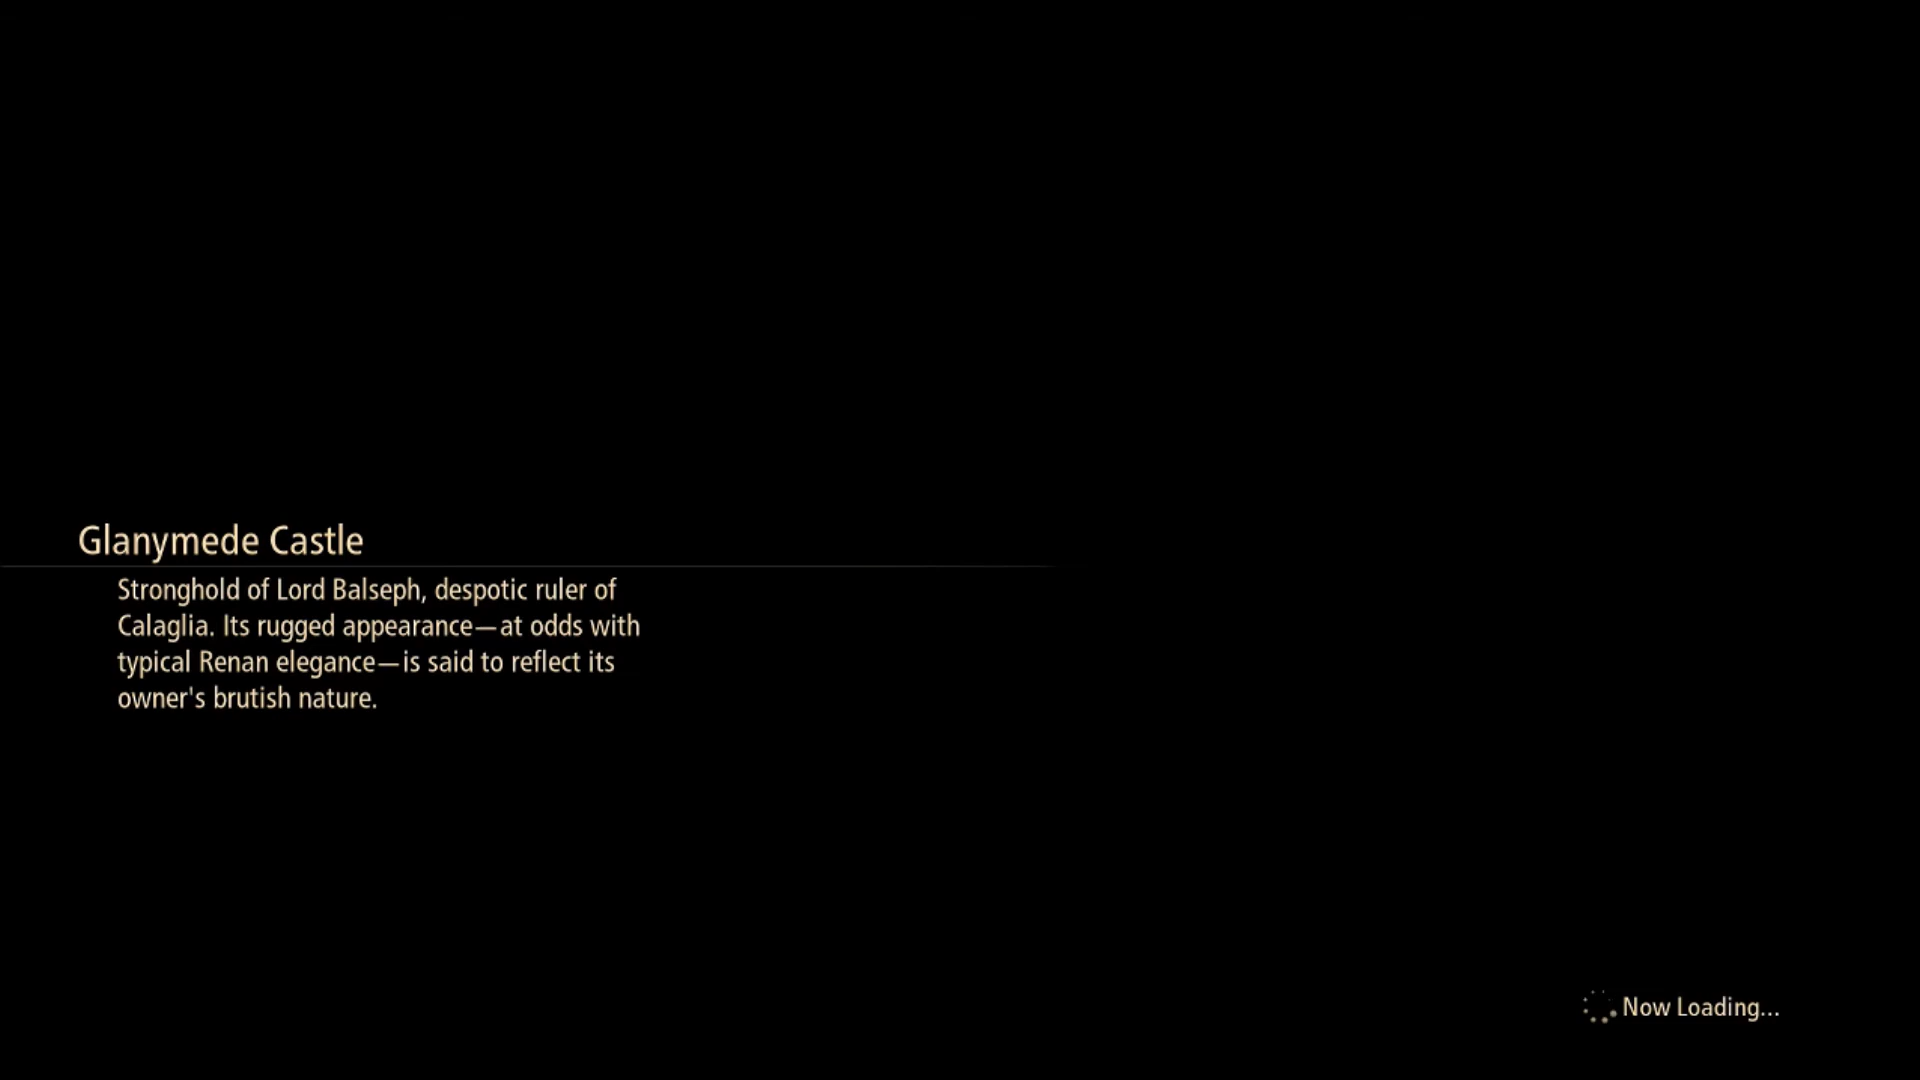 Glanymede Castle
Stronghold of Lord Balseph, despotic ruler of
Calaglia. Its rugged appearance—at odds with
typical Renan elegance—is said to reflect its
owner's brutish nature.
Now Loading...